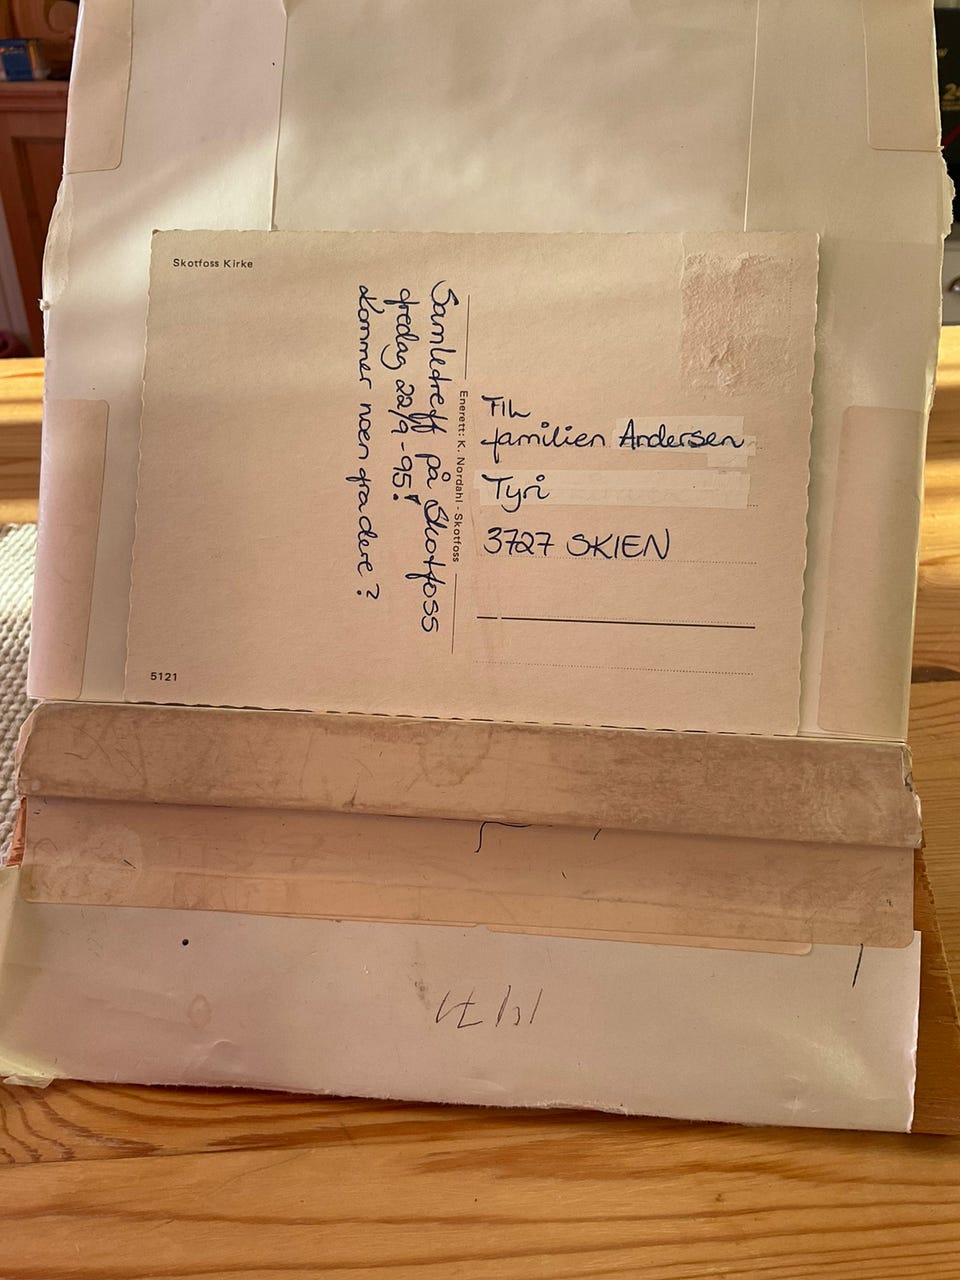 Skotfoss Kirke
Samletreff på Skotfoss
fredag 22/9-95!
Kommer noen fra dere?
Enerett: K. Nordahl - Skotfoss
Til
familien Andersen
Tyri
3727 SKIEN
5121